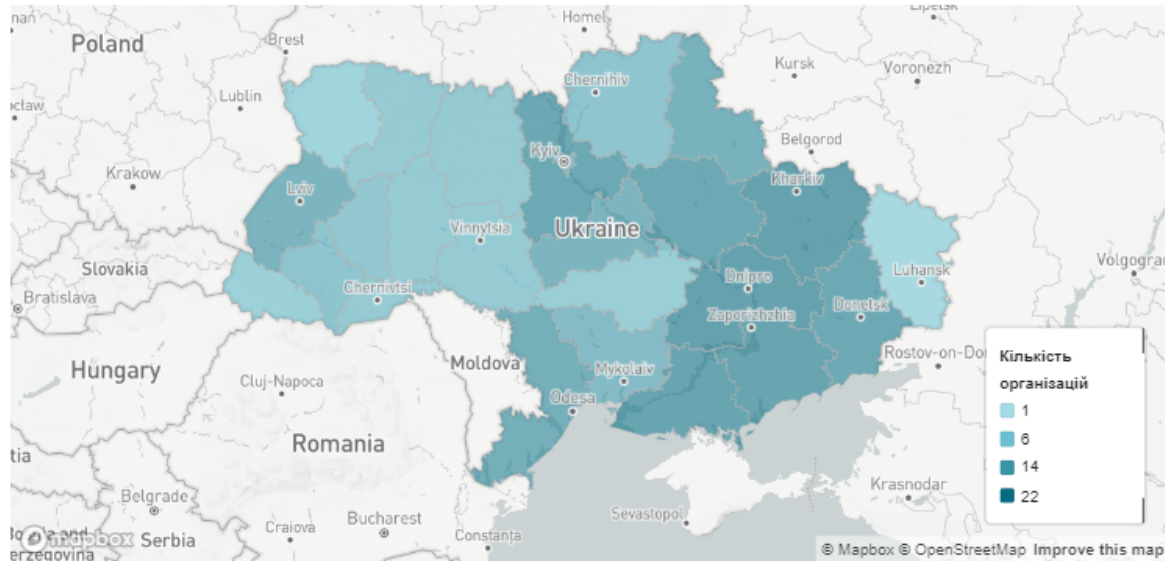 Homel
Lipetsk
Poland
Brest
Kursk
Voronezh
Chernihiv
Lublin
Belgorod
Kyiv
Krakow
Lviv
Kharkiv
Ukraine
Vinnytsia
Slovakia
Dnipro
Luhansk
Bratislava
Chernivtsi
Donetsk
Zaporizhzhia
Moldova
Rostov-on-Do
Hungary
Cluj-Napoca
Mykolaiv
Odesa
Romania
Krasnodar
Belgrade
Bucharest
Sevastopol
Craiova
Constanța
Serbia
mapbox
Кількість
організацій
1
6
14
22
© Mapbox © OpenStreetMap Improve this map